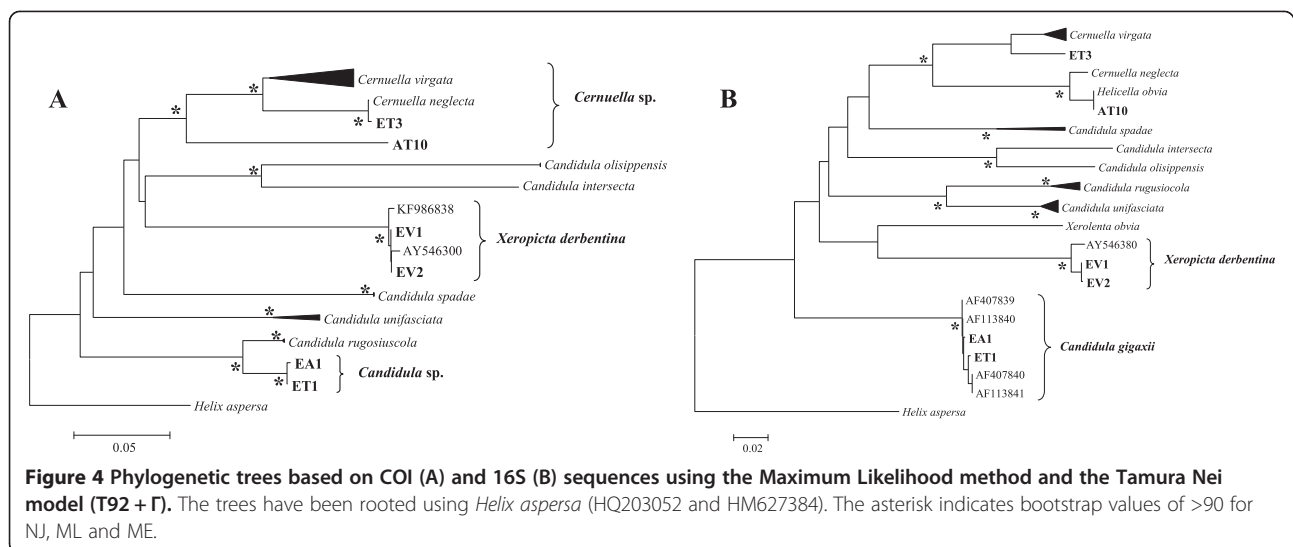 A
Cernuella virgata
Cernuella neglecta
*
*
*
ET3
AT10
Cernuella sp.
*
Candidula olisippensis
Candidula intersecta
KF986838
EV1
*
AY546300
EV2
Xeropicta derbentina
*
Candidula spadae
*
Candidula unifasciata
*
Candidula rugosiuscola
*
EA1
*
ET1
Candidula sp.
Helix aspersa
0.05
B
Cernuella virgata
*
ET3
Cernuella neglecta
*
Helicella obvia
AT10
*
Candidula spadae
Candidula intersecta
*
Candidula olisippensis
*
Candidula rugusiocola
*
*
Candidula unifasciata
Xerolenta obvia
AY546380
*
EV1
EV2
Xeropicta derbentina
AF407839
*
AF113840
EA1
ET1
AF407840
AF113841
Candidula gigaxii
Helix aspersa
0.02
Figure 4 Phylogenetic trees based on COI (A) and 16S (B) sequences using the Maximum Likelihood method and the Tamura Nei
model (T92 + Γ). The trees have been rooted using Helix aspersa (HQ203052 and HM627384). The asterisk indicates bootstrap values of >90 for
NJ, ML and ME.